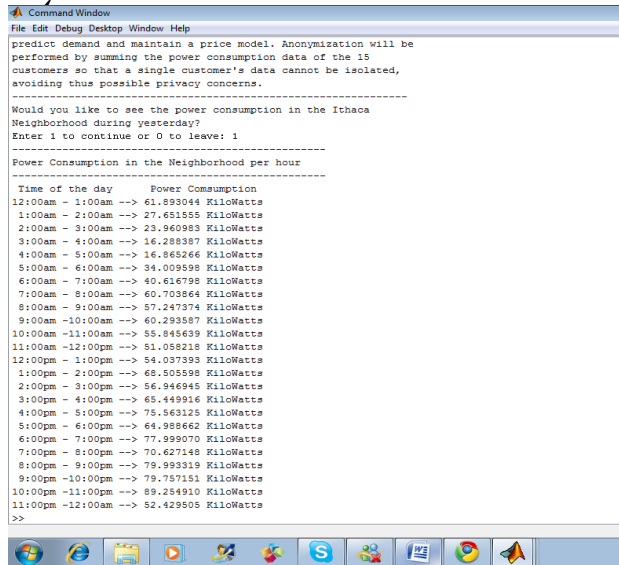 Command Window
File Edit Debug Desktop Window Help
predict demand and maintain a price model. Anonymization will be
performed by summing the power consumption data of the 15
customers so that a single customer's data cannot be isolated,
avoiding thus possible privacy concerns.
------------------------------------------------------------------
Would you like to see the power consumption in the Ithaca
Neighborhood during yesterday?
Enter 1 to continue or 0 to leave: 1
----------------------------------------------------
Power Consumption in the Neighborhood per hour
----------------------------------------------------
Time of the day Power Comsumption
12:00am - 1:00am --> 61.893044 KiloWatts
1:00am - 2:00am --> 27.651555 KiloWatts
2:00am - 3:00am --> 23.960983 KiloWatts
3:00am - 4:00am --> 16.288387 KiloWatts
4:00am - 5:00am --> 16.865266 KiloWatts
5:00am - 6:00am --> 34.009598 KiloWatts
6:00am - 7:00am --> 40.616798 KiloWatts
7:00am - 8:00am --> 60.703864 KiloWatts
8:00am - 9:00am --> 57.247374 KiloWatts
9:00am -10:00am --> 60.293587 KiloWatts
10:00am -11:00am --> 55.845639 KiloWatts
11:00am -12:00pm --> 51.058218 KiloWatts
12:00pm - 1:00pm --> 54.037393 KiloWatts
1:00pm - 2:00pm --> 68.505598 KiloWatts
2:00pm - 3:00pm --> 56.946945 KiloWatts
3:00pm - 4:00pm --> 65.449916 KiloWatts
4:00pm - 5:00pm --> 75.563125 KiloWatts
5:00pm - 6:00pm --> 64.988662 KiloWatts
6:00pm - 7:00pm --> 77.999070 KiloWatts
7:00pm - 8:00pm --> 70.627148 KiloWatts
8:00pm - 9:00pm --> 79.993319 KiloWatts
9:00pm -10:00pm --> 79.757151 KiloWatts
10:00pm -11:00pm --> 89.254910 KiloWatts
11:00pm -12:00am --> 52.429505 KiloWatts
>>